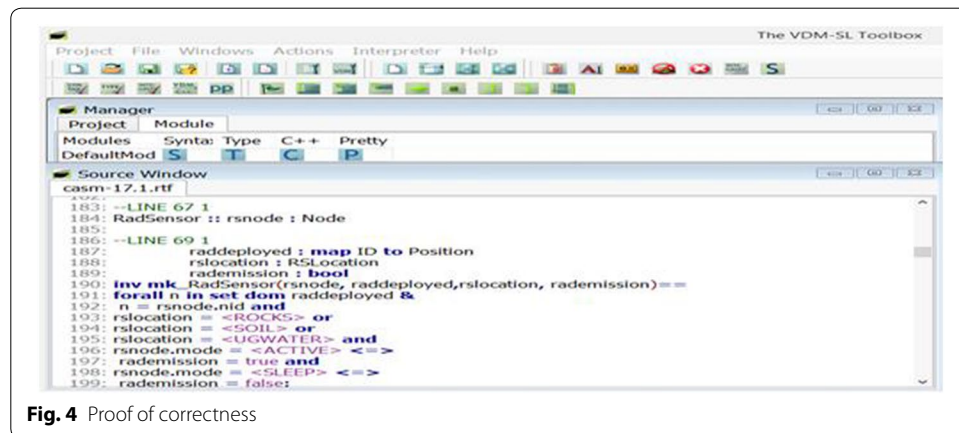 The VDM-SL Toolbox
Project File Windows Actions Interpreter Help
PP
Manager
Project Module
Modules Syntax Type C++ Pretty
DefaultMod S T C P
Source Window
casm-17.1.rtf
182:
183: --LINE 67 1
184: RadSensor :: rsnode : Node
185:
186: --LINE 69 1
187: raddeployed : map ID to Position
188: rslocation : RSLocation
189: rademission : bool
190: inv mk_RadSensor(rsnode, raddeployed,rslocation, rademission)==
191: forall n in set dom raddeployed &
192: n = rsnode.nid and
193: rslocation = <ROCKS> or
194: rslocation = <SOIL> or
195: rslocation = <UGWATER> and
196: rsnode.mode = <ACTIVE> <=>
197: rademission = true and
198: rsnode.mode = <SLEEP> <=>
199: rademission = false;
Fig. 4 Proof of correctness